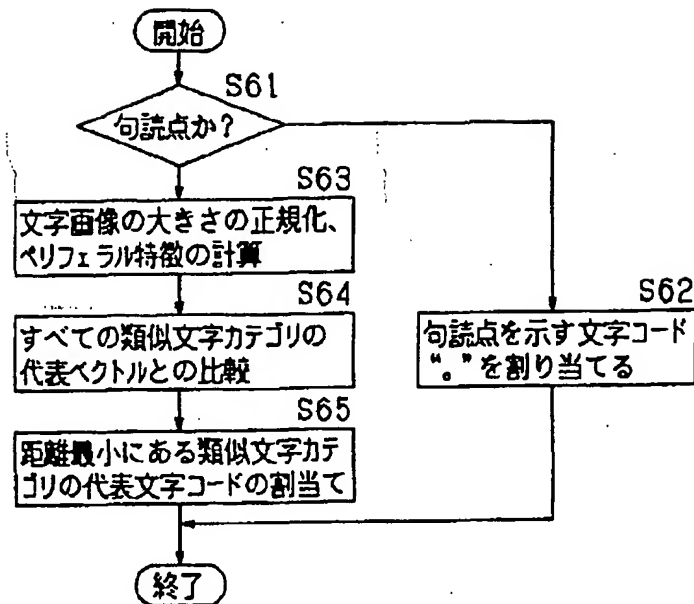 開始
S61
句読点か?
S63
文字画像の大きさの正規化、
ペリフェラル特徴の計算
S64
すべての類似文字カテゴリの
代表ベクトルとの比較
S65
距離最小にある類似文字カテ
ゴリの代表文字コードの割当て
S62
句読点を示す文字コード
“。”を割り当てる
終了